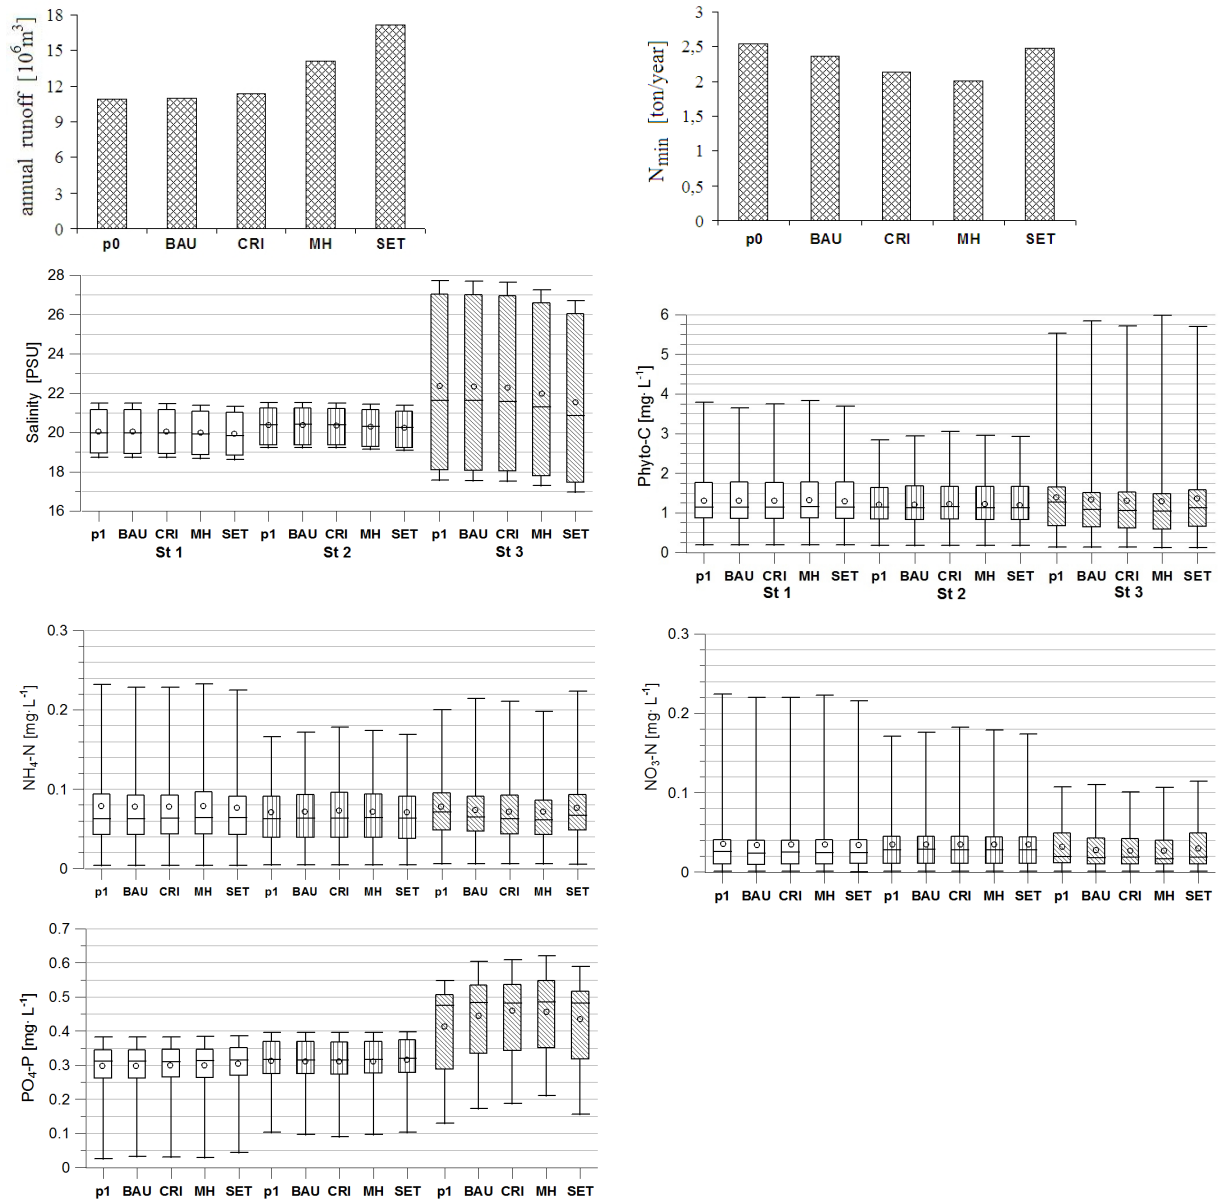 annual runoff [10⁶m³]
18
15
12
9
6
3
0
p0 BAU CRI MH SET
Nmin [ton/year]
3
2,5
2
1,5
1
0,5
0
p0 BAU CRI MH SET
Salinity [PSU]
28
26
24
22
20
18
16
p1 BAU CRI MH SET p1 BAU CRI MH SET p1 BAU CRI MH SET
St 1 St 2 St 3
Phyto-C [mg· L⁻¹]
6
5
4
3
2
1
0
p1 BAU CRI MH SET p1 BAU CRI MH SET p1 BAU CRI MH SET
St 1 St 2 St 3
NH₄-N [mg· L⁻¹]
0.3
0.2
0.1
0
p1 BAU CRI MH SET p1 BAU CRI MH SET p1 BAU CRI MH SET
NO₃-N [mg· L⁻¹]
0.3
0.2
0.1
0
p1 BAU CRI MH SET p1 BAU CRI MH SET p1 BAU CRI MH SET
PO₄-P [mg· L⁻¹]
0.7
0.6
0.5
0.4
0.3
0.2
0.1
0
p1 BAU CRI MH SET p1 BAU CRI MH SET p1 BAU CRI MH SET